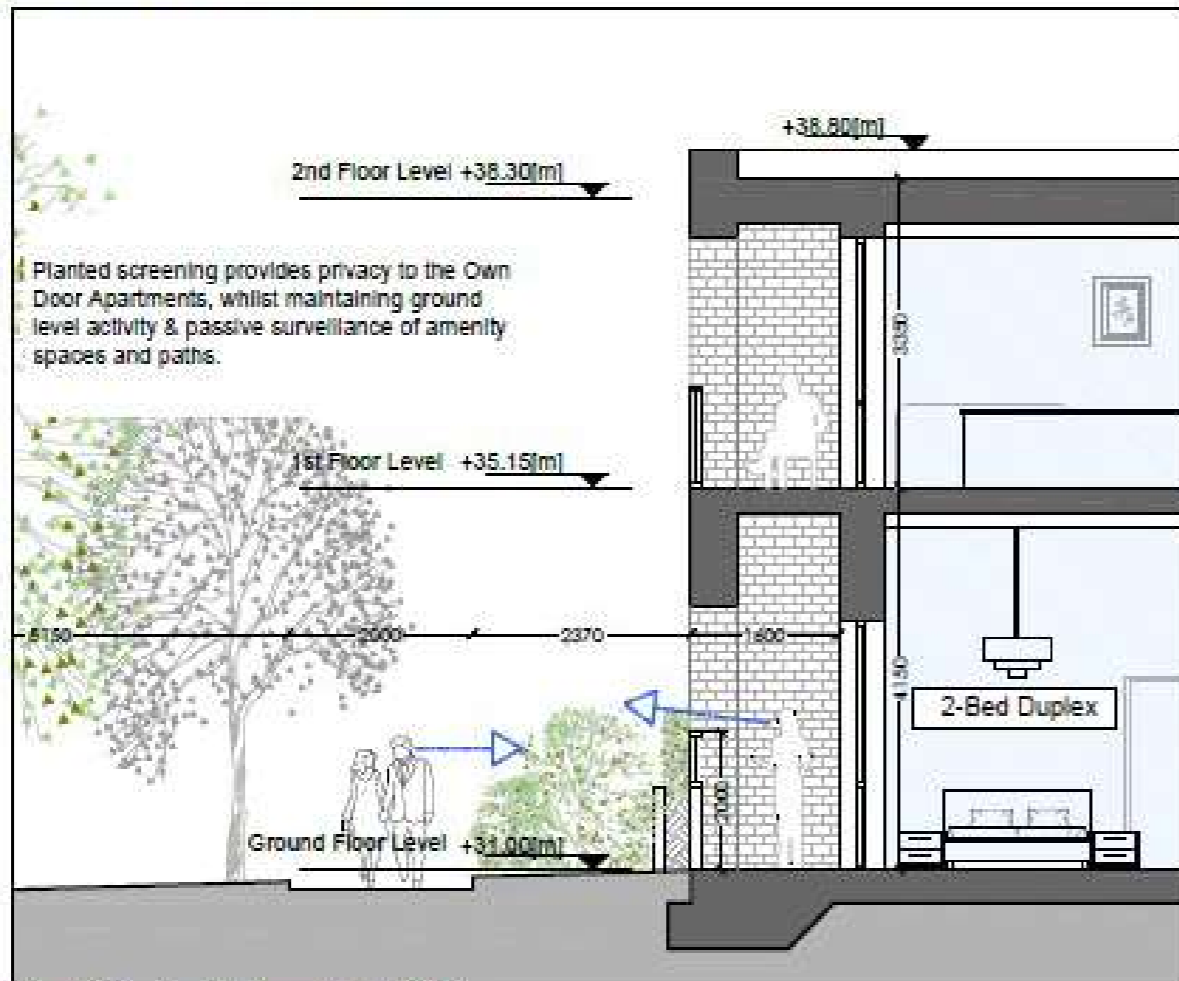 +38.80[m]
2nd Floor Level +38.30[m]
Planted screening provides privacy to the Own
Door Apartments, whilst maintaining ground
level activity & passive surveillance of amenity
spaces and paths.
3350
1st Floor Level +35.15[m]
2000
2370
1600
4150
2-Bed Duplex
2000
Ground Floor Level +31.00[m]